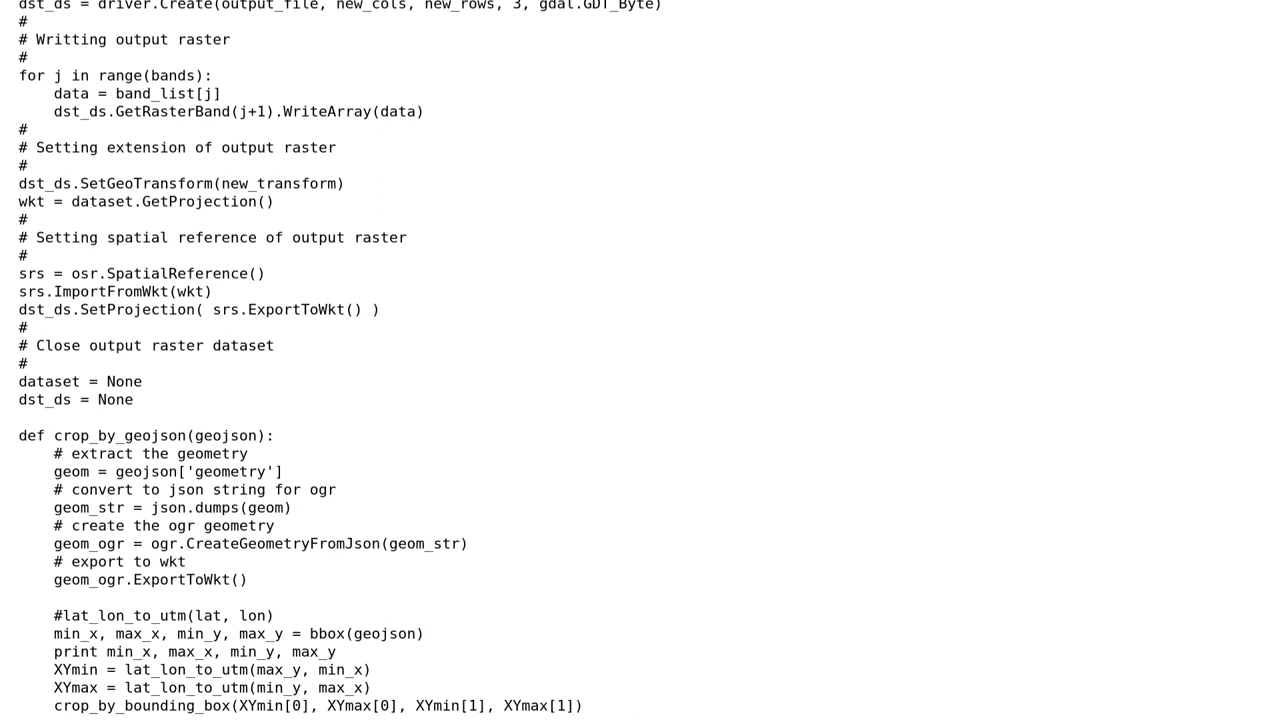 dst_ds = driver.Create(output_file, new_cols, new_rows, 3, gdal.GDT_Byte)
#
# Writting output raster
#
for j in range(bands):
    data = band_list[j]
    dst_ds.GetRasterBand(j+1).WriteArray(data)
#
# Setting extension of output raster
#
dst_ds.SetGeoTransform(new_transform)
wkt = dataset.GetProjection()
#
# Setting spatial reference of output raster
#
srs = osr.SpatialReference()
srs.ImportFromWkt(wkt)
dst_ds.SetProjection( srs.ExportToWkt() )
#
# Close output raster dataset
#
dataset = None
dst_ds = None

def crop_by_geojson(geojson):
    # extract the geometry
    geom = geojson['geometry']
    # convert to json string for ogr
    geom_str = json.dumps(geom)
    # create the ogr geometry
    geom_ogr = ogr.CreateGeometryFromJson(geom_str)
    # export to wkt
    geom_ogr.ExportToWkt()

    #lat_lon_to_utm(lat, lon)
    min_x, max_x, min_y, max_y = bbox(geojson)
    print min_x, max_x, min_y, max_y
    XYmin = lat_lon_to_utm(max_y, min_x)
    XYmax = lat_lon_to_utm(min_y, max_x)
    crop_by_bounding_box(XYmin[0], XYmax[0], XYmin[1], XYmax[1])